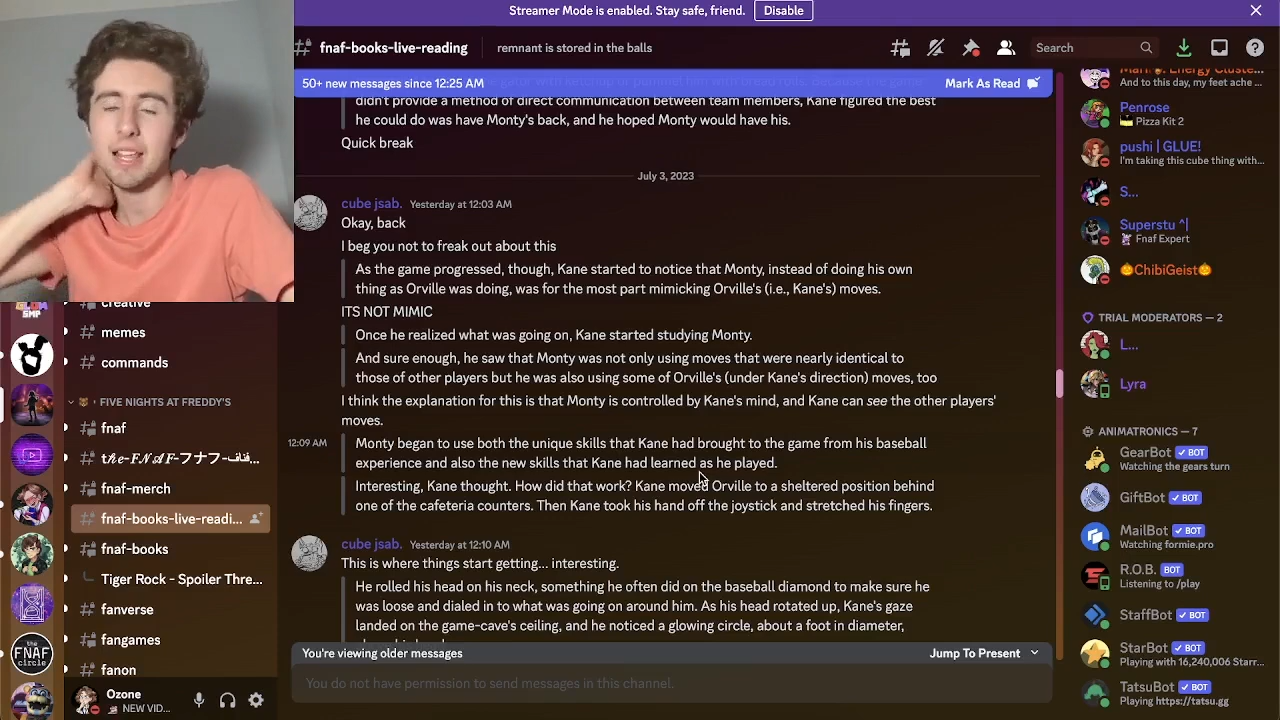 Streamer Mode is enabled. Stay safe, friend. Disable
fnaf-books-live-reading remnant is stored in the balls Search
50+ new messages since 12:25 AM Mark As Read
didn't provide a method of direct communication between team members, Kane figured the best
he could do was have Monty's back, and he hoped Monty would have his.
Quick break
July 3, 2023
cube jsab. Yesterday at 12:03 AM
Okay, back
I beg you not to freak out about this
As the game progressed, though, Kane started to notice that Monty, instead of doing his own
thing as Orville was doing, was for the most part mimicking Orville's (i.e., Kane's) moves.
ITS NOT MIMIC
Once he realized what was going on, Kane started studying Monty.
And sure enough, he saw that Monty was not only using moves that were nearly identical to
those of other players but he was also using some of Orville's (under Kane's direction) moves, too
I think the explanation for this is that Monty is controlled by Kane's mind, and Kane can see the other players'
moves.
12:09 AM
Monty began to use both the unique skills that Kane had brought to the game from his baseball
experience and also the new skills that Kane had learned as he played.
Interesting, Kane thought. How did that work? Kane moved Orville to a sheltered position behind
one of the cafeteria counters. Then Kane took his hand off the joystick and stretched his fingers.
cube jsab. Yesterday at 12:10 AM
This is where things start getting... interesting.
He rolled his head on his neck, something he often did on the baseball diamond to make sure he
was loose and dialed in to what was going on around him. As his head rotated up, Kane's gaze
landed on the game-cave's ceiling, and he noticed a glowing circle, about a foot in diameter,
You're viewing older messages Jump To Present
You do not have permission to send messages in this channel.
creative
memes
commands
FIVE NIGHTS AT FREDDY'S
fnaf
fnaf-merch
fnaf-books-live-readi...
fnaf-books
Tiger Rock - Spoiler Thre...
fanverse
fangames
fanon
THE
FNAF
CIRCLE
Ozone
NEW VID...
And to this day, my feet ache ...
Penrose
Pizza Kit 2
pushi | GLUE!
I'm taking this cube thing with...
S...
Superstu ^|
Fnaf Expert
ChibiGeist
TRIAL MODERATORS — 2
L...
Lyra
ANIMATRONICS — 7
GearBot BOT
Watching the gears turn
GiftBot BOT
MailBot BOT
Watching formie.pro
R.O.B. BOT
Listening to /play
StaffBot BOT
StarBot BOT
Playing with 16,240,006 Starr...
TatsuBot BOT
Playing https://tatsu.gg